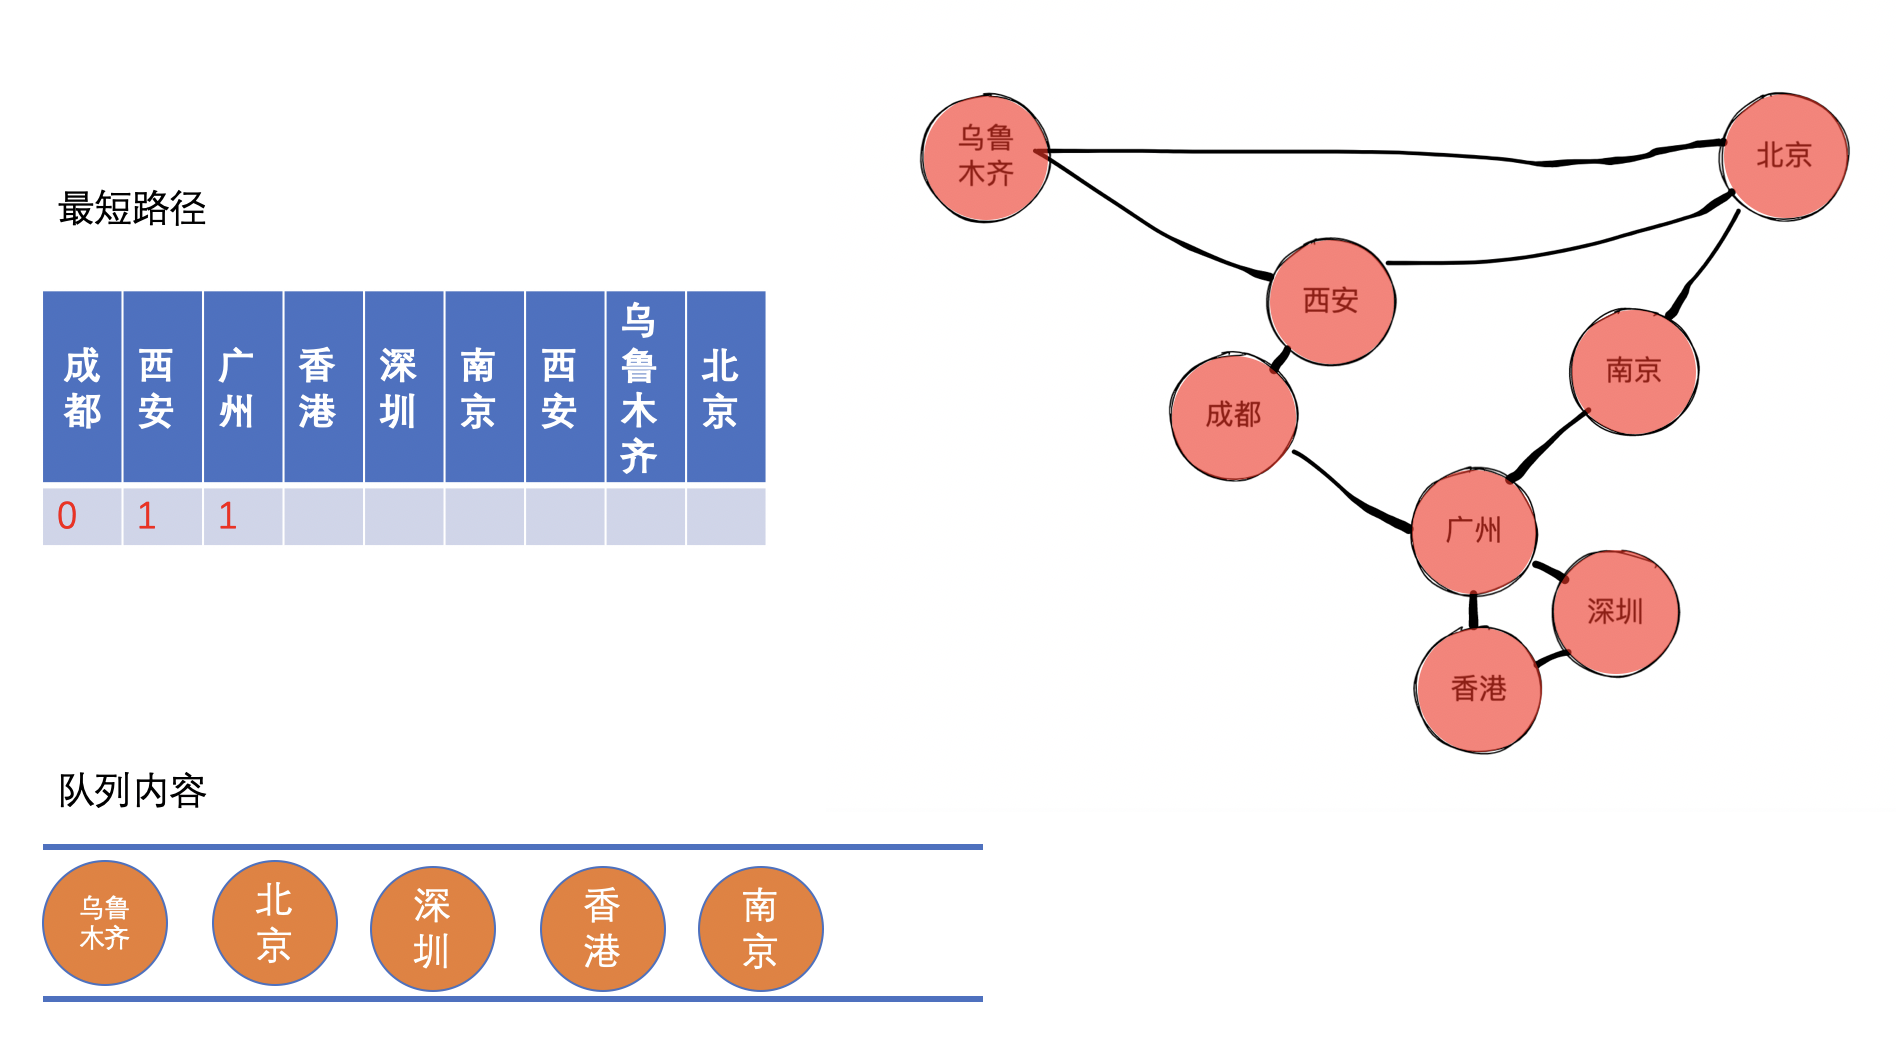 最短路径
成都 西安 广州 香港 深圳 南京 西安 乌鲁木齐 北京
0 1 1
乌鲁
木齐
北京
西安
南京
成都
广州
深圳
香港
队列内容
乌鲁
木齐
北
京
深
圳
香
港
南
京